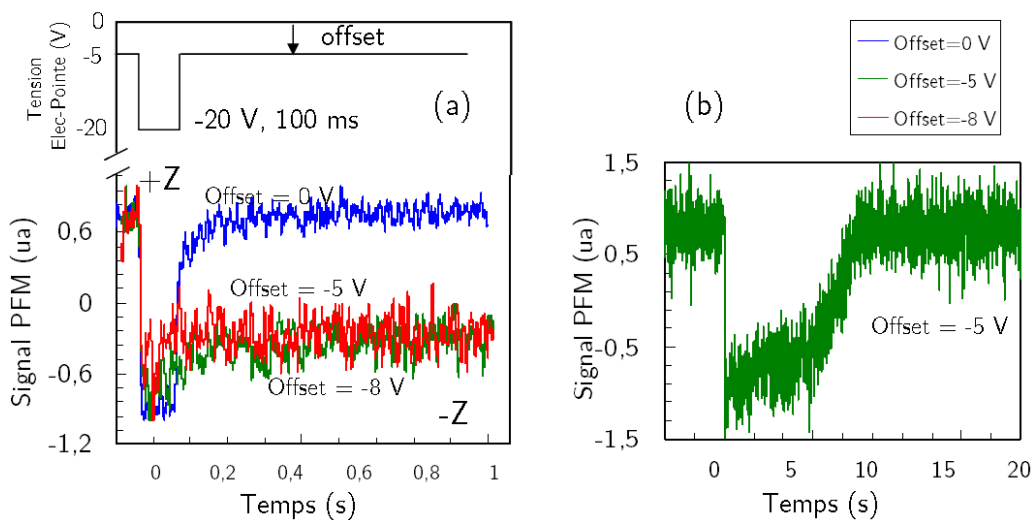 Tension
Elec-Pointe (V)
0
-5
-20
offset
(a)
-20 V, 100 ms
+Z
Offset = 0 V
Offset = -5 V
Offset = -8 V
-Z
Signal PFM (ua)
0,6
0
-0,6
-1,2
0
0,2
0,4
0,6
0,8
1
Temps (s)
Offset=0 V
Offset=-5 V
Offset=-8 V
(b)
Signal PFM (ua)
1,5
0,5
-0,5
-1,5
Offset = -5 V
0
5
10
15
20
Temps (s)